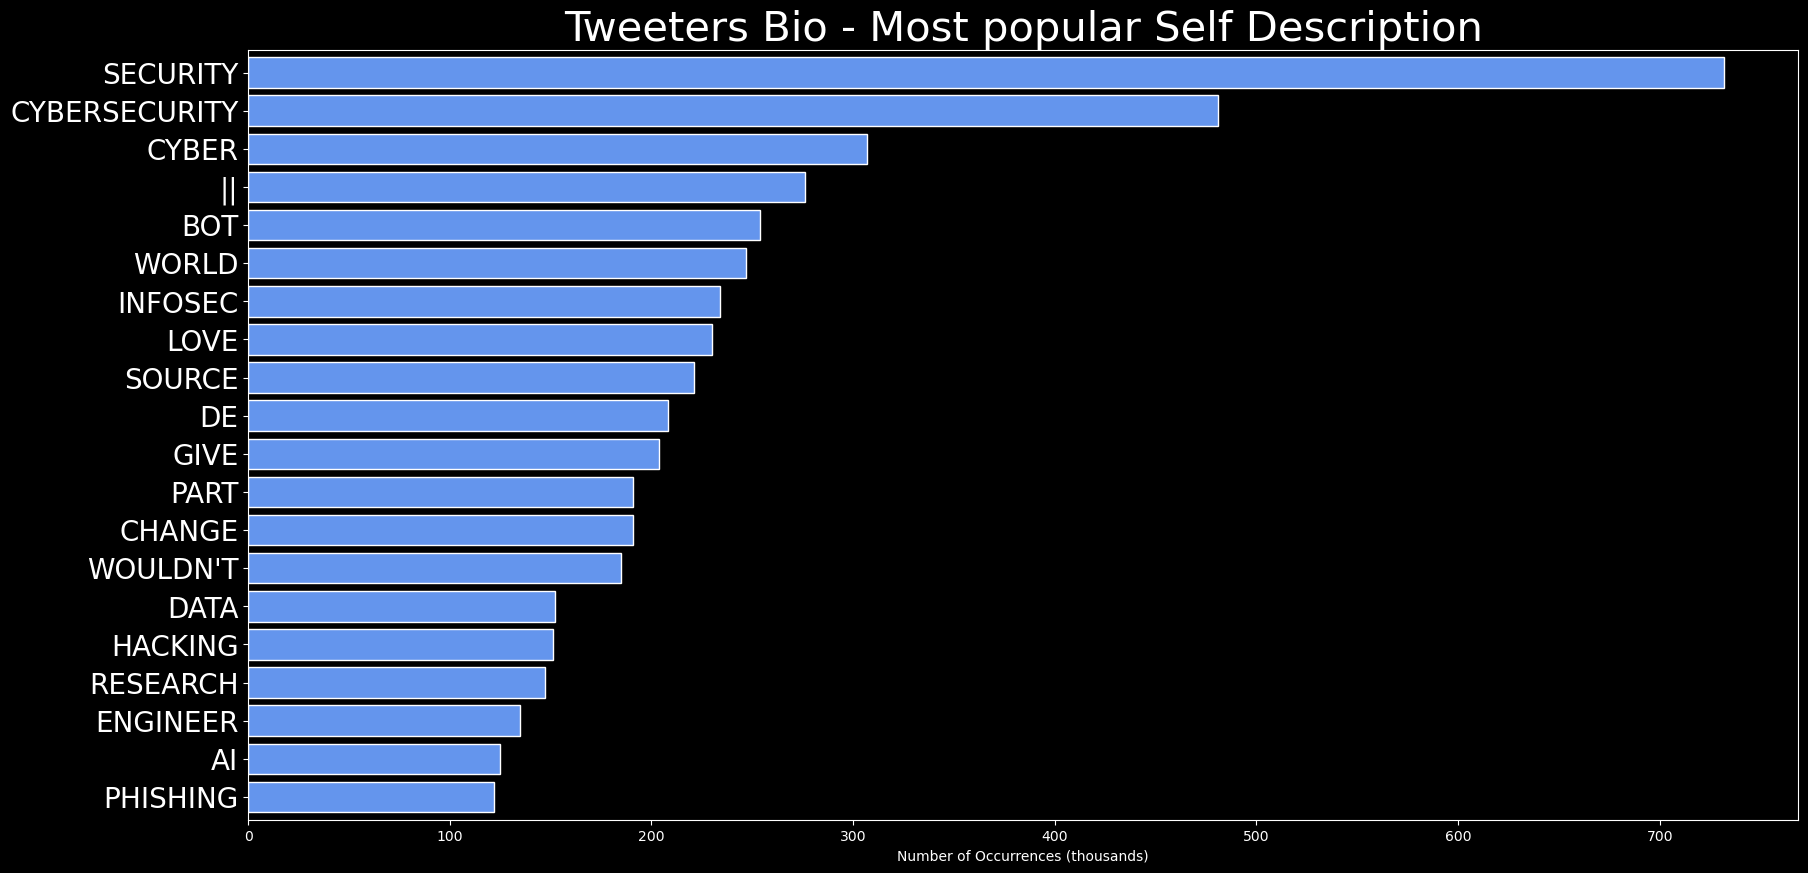 Tweeters Bio - Most popular Self Description
SECURITY
CYBERSECURITY
CYBER
||
BOT
WORLD
INFOSEC
LOVE
SOURCE
DE
GIVE
PART
CHANGE
WOULDN'T
DATA
HACKING
RESEARCH
ENGINEER
AI
PHISHING
0 100 200 300 400 500 600 700
Number of Occurrences (thousands)